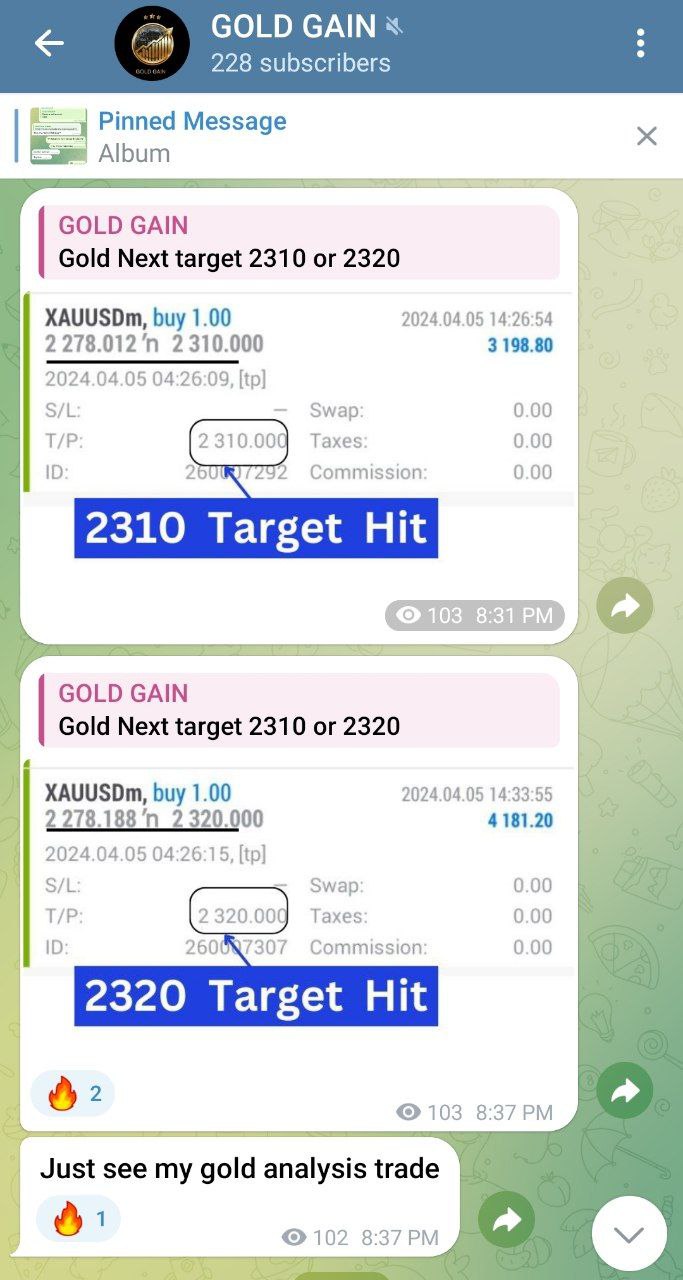 GOLD GAIN
228 subscribers
GOLD GAIN
Pinned Message
Album
GOLD GAIN
Gold Next target 2310 or 2320
XAUUSDm, buy 1.00
2024.04.05 14:26:54
2 278.012 'n 2 310.000
3 198.80
2024.04.05 04:26:09, [tp]
S/L: – Swap: 0.00
T/P: 2 310.000 Taxes: 0.00
ID: 260007292 Commission: 0.00
2310 Target Hit
103 8:31 PM
GOLD GAIN
Gold Next target 2310 or 2320
XAUUSDm, buy 1.00
2024.04.05 14:33:55
2 278.188 'n 2 320.000
4 181.20
2024.04.05 04:26:15, [tp]
S/L: – Swap: 0.00
T/P: 2 320.000 Taxes: 0.00
ID: 260007307 Commission: 0.00
2320 Target Hit
2
103 8:37 PM
Just see my gold analysis trade
1
102 8:37 PM